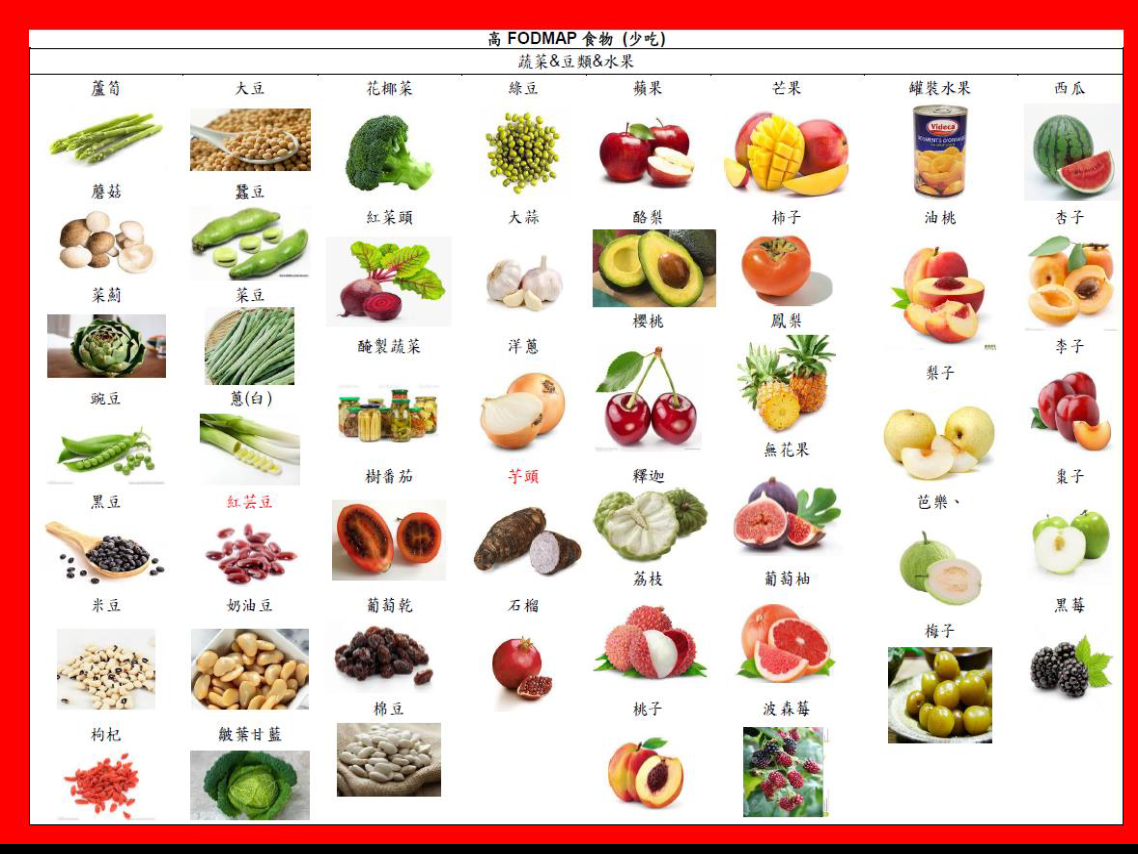 高 FODMAP 食物 (少吃)
蔬菜&豆類&水果
蘆筍 大豆 花椰菜 綠豆 蘋果 芒果 罐裝水果 西瓜
Videca
蘑菇 蠶豆
紅菜頭 大蒜 酪梨 柿子 油桃 杏子
菜薊 菜豆
櫻桃 鳳梨
醃製蔬菜 洋蔥 李子
梨子
豌豆 蔥(白)
無花果
樹番茄 芋頭 釋迦 棗子
黑豆 紅芸豆 芭樂、
荔枝 葡萄柚
米豆 奶油豆 葡萄乾 石榴 黑莓
梅子
棉豆 桃子 波森莓
枸杞 皺葉甘藍